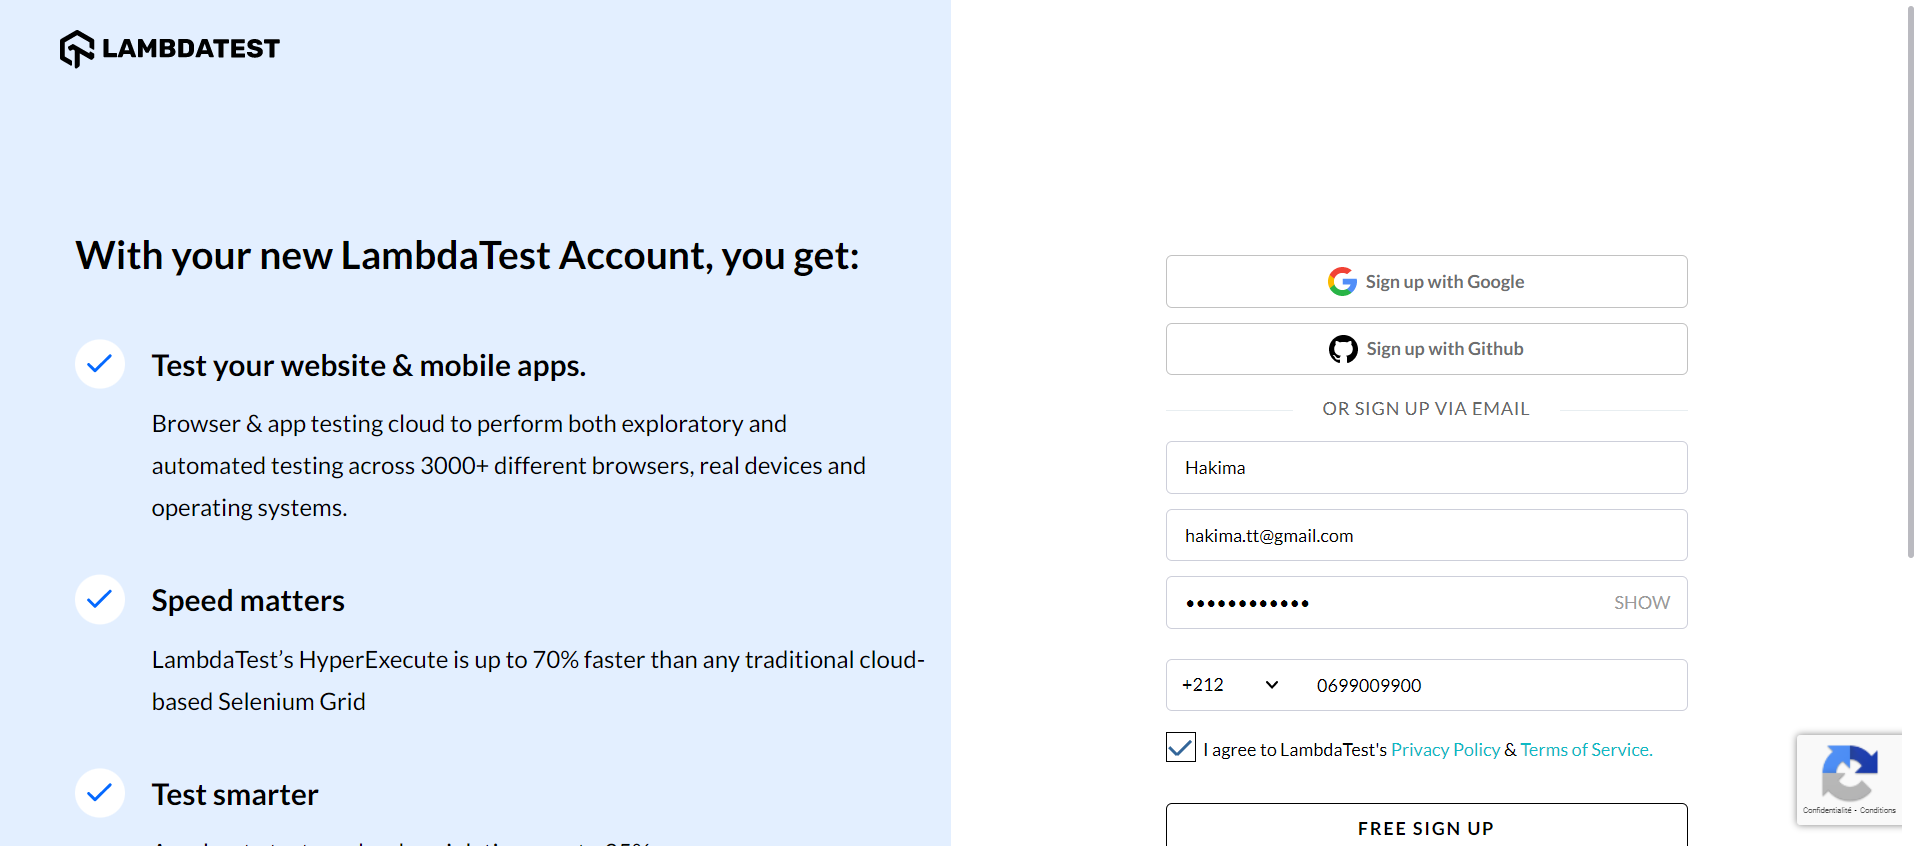 LAMBDATEST
With your new LambdaTest Account, you get:
Test your website & mobile apps.
Browser & app testing cloud to perform both exploratory and
automated testing across 3000+ different browsers, real devices and
operating systems.
Speed matters
LambdaTest’s HyperExecute is up to 70% faster than any traditional cloud-
based Selenium Grid
Test smarter
Sign up with Google
Sign up with Github
OR SIGN UP VIA EMAIL
Hakima
hakima.tt@gmail.com
•••••••••••• SHOW
+212 0699009900
I agree to LambdaTest's Privacy Policy & Terms of Service.
FREE SIGN UP
Confidentialité - Conditions